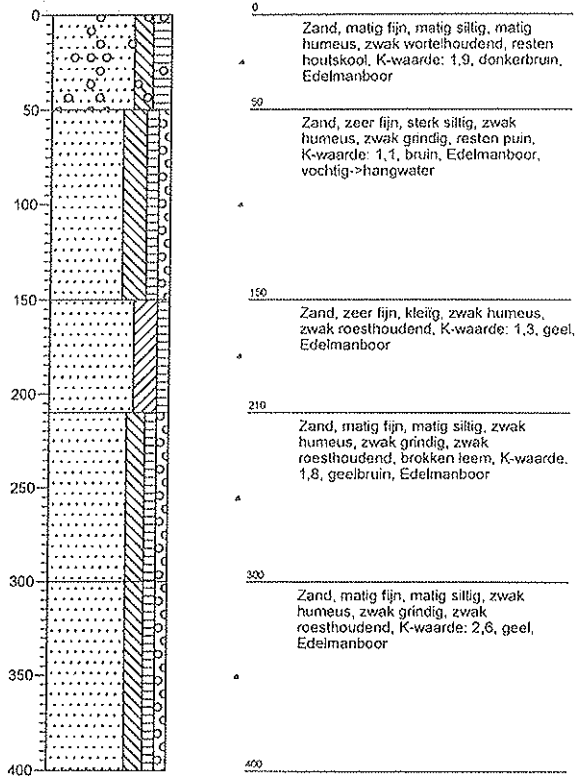 0
0
Zand, matig fijn, matig siltig, matig
humeus, zwak wortelhoudend, resten
houtskool, K-waarde: 1,9, donkerbruin,
Edelmanboor
50
50
Zand, zeer fijn, sterk siltig, zwak
humeus, zwak grindig, resten puin,
K-waarde: 1,1, bruin, Edelmanboor,
vochtig->hangwater
100
150
150
Zand, zeer fijn, kleiïg, zwak humeus,
zwak roesthoudend, K-waarde: 1,3, geel,
Edelmanboor
200
210
Zand, matig fijn, matig siltig, zwak
humeus, zwak grindig, zwak
roesthoudend, brokken leem, K-waarde:
1,8, geelbruin, Edelmanboor
250
300
300
Zand, matig fijn, matig siltig, zwak
humeus, zwak grindig, zwak
roesthoudend, K-waarde: 2,6, geel,
Edelmanboor
350
400
400